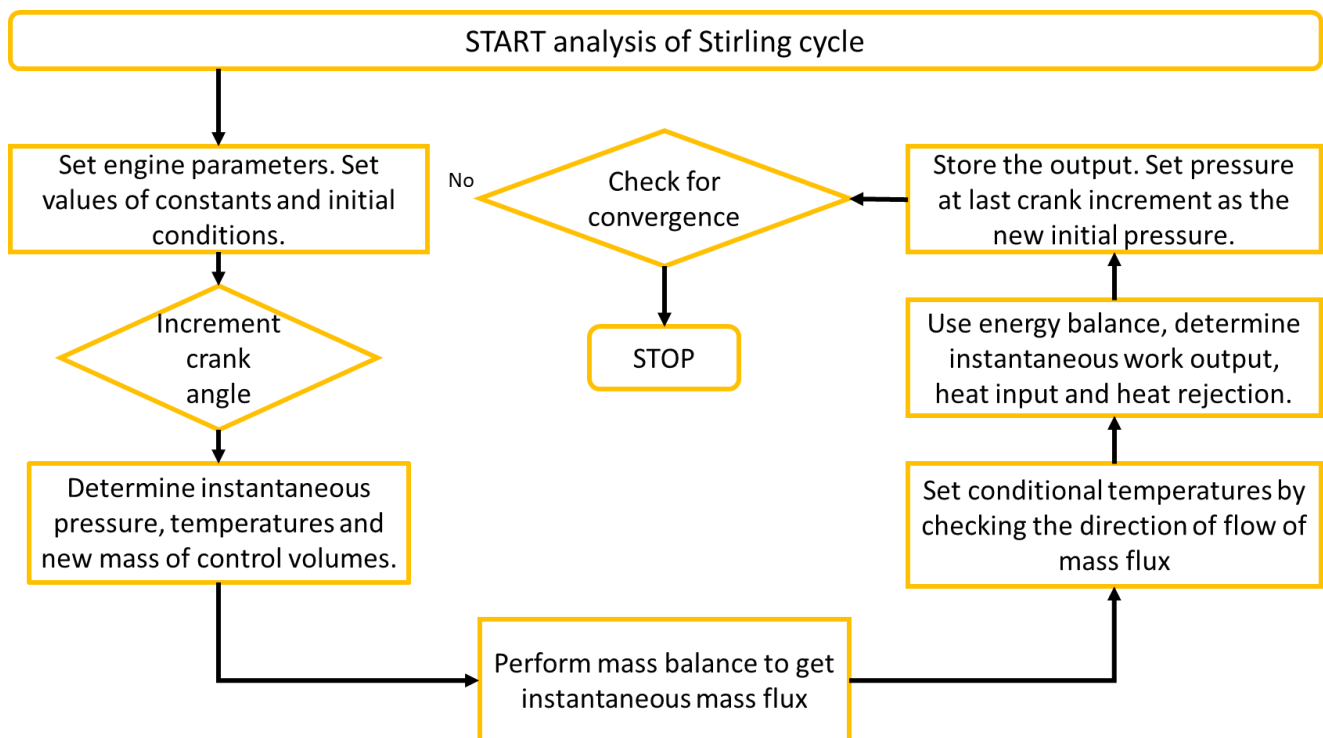 START analysis of Stirling cycle
Set engine parameters. Set
values of constants and initial
conditions.
Increment
crank
angle
Determine instantaneous
pressure, temperatures and
new mass of control volumes.
Perform mass balance to get
instantaneous mass flux
Set conditional temperatures by
checking the direction of flow of
mass flux
Use energy balance, determine
instantaneous work output,
heat input and heat rejection.
Store the output. Set pressure
at last crank increment as the
new initial pressure.
Check for
convergence
No
STOP